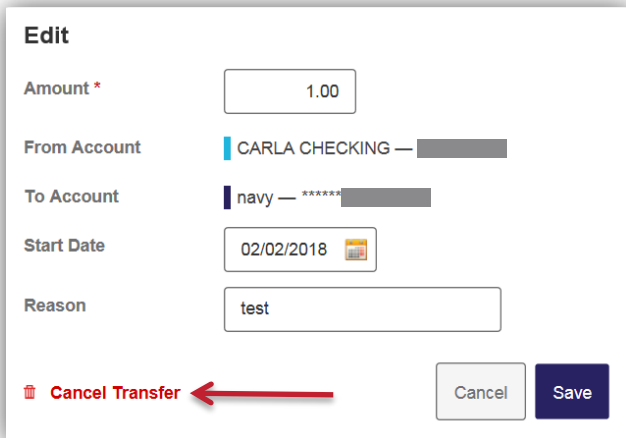 Edit
Amount * 1.00
From Account CARLA CHECKING —
To Account navy — ******
Start Date 02/02/2018
Reason test
Cancel Transfer Cancel Save